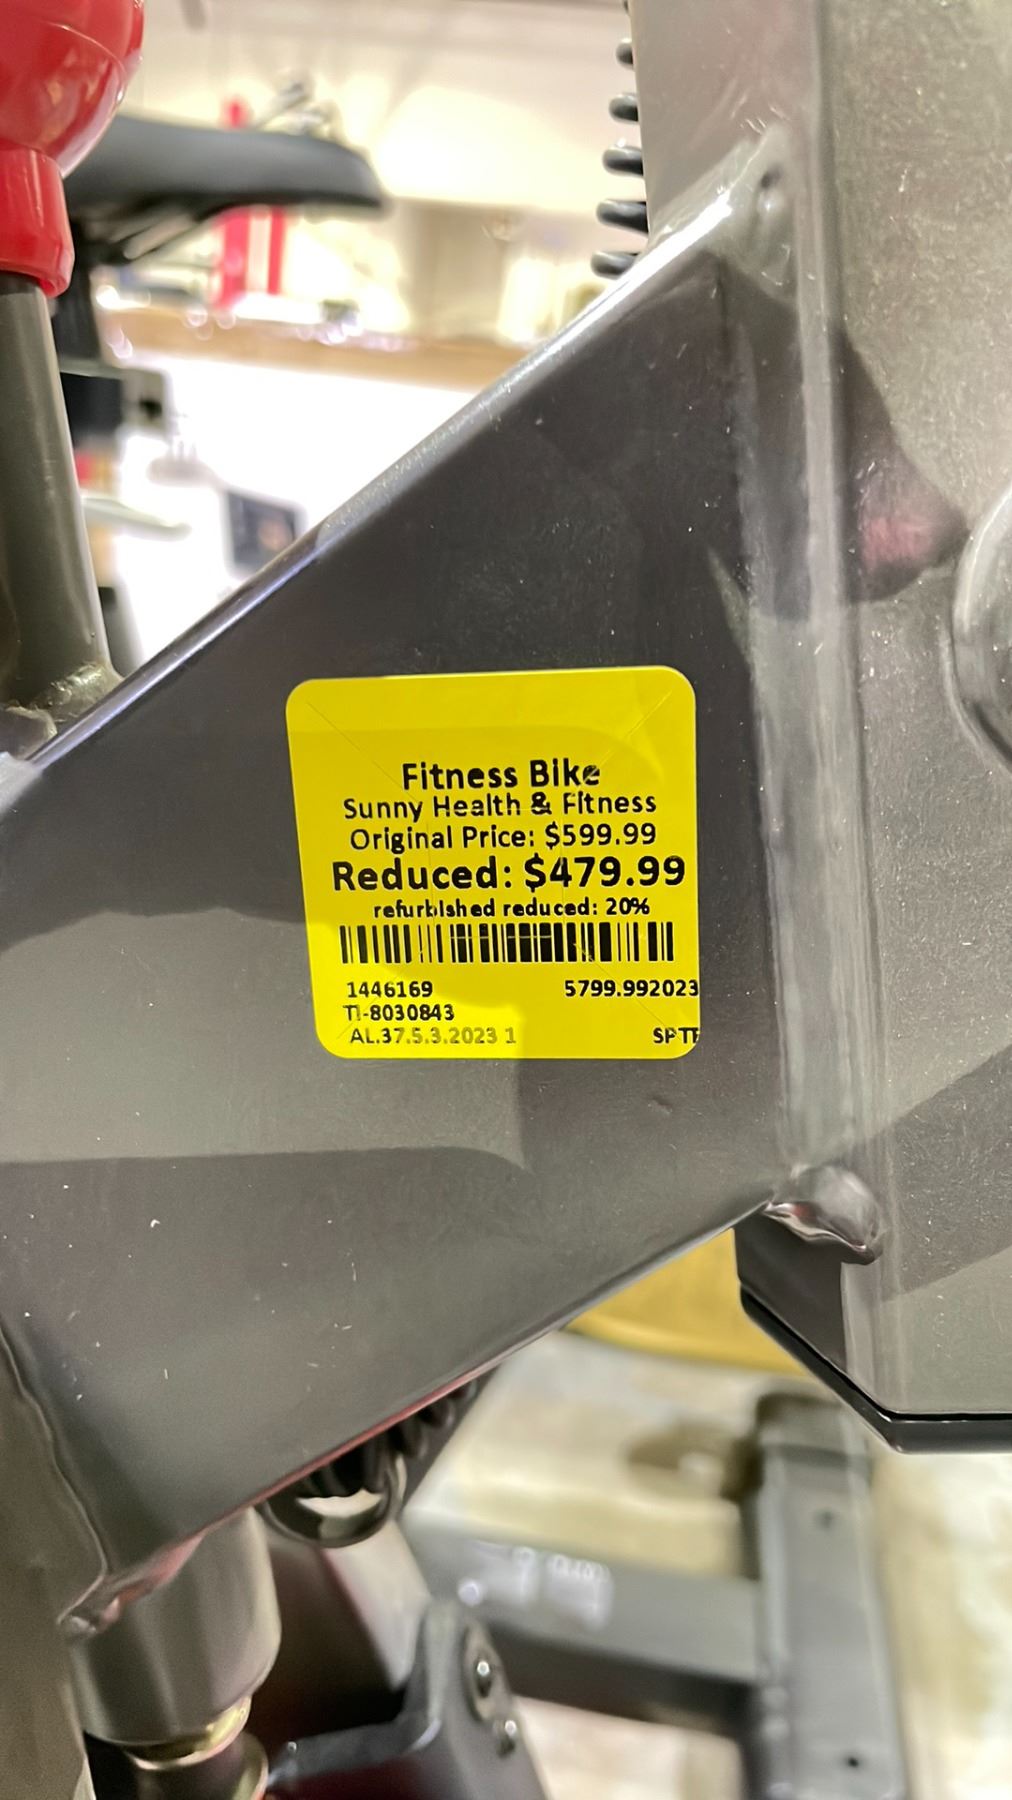 Fitness Bike
Sunny Health & Fitness
Original Price: $599.99
Reduced: $479.99
refurbished reduced: 20%
1446169 5799.992023
TI-8030843
AL.37.5.3.2023 1